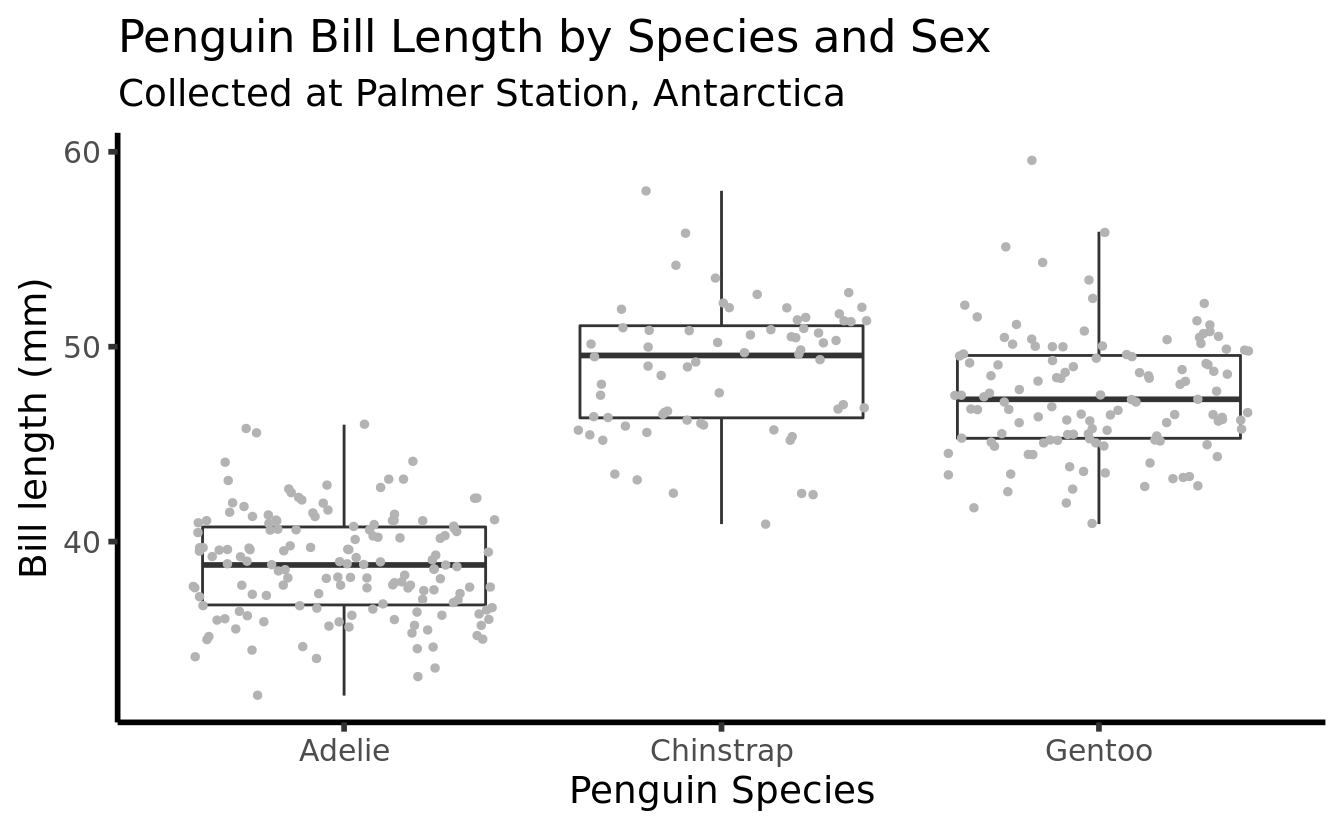 Penguin Bill Length by Species and Sex
Collected at Palmer Station, Antarctica
60
50
40
Bill length (mm)
Adelie
Chinstrap
Gentoo
Penguin Species